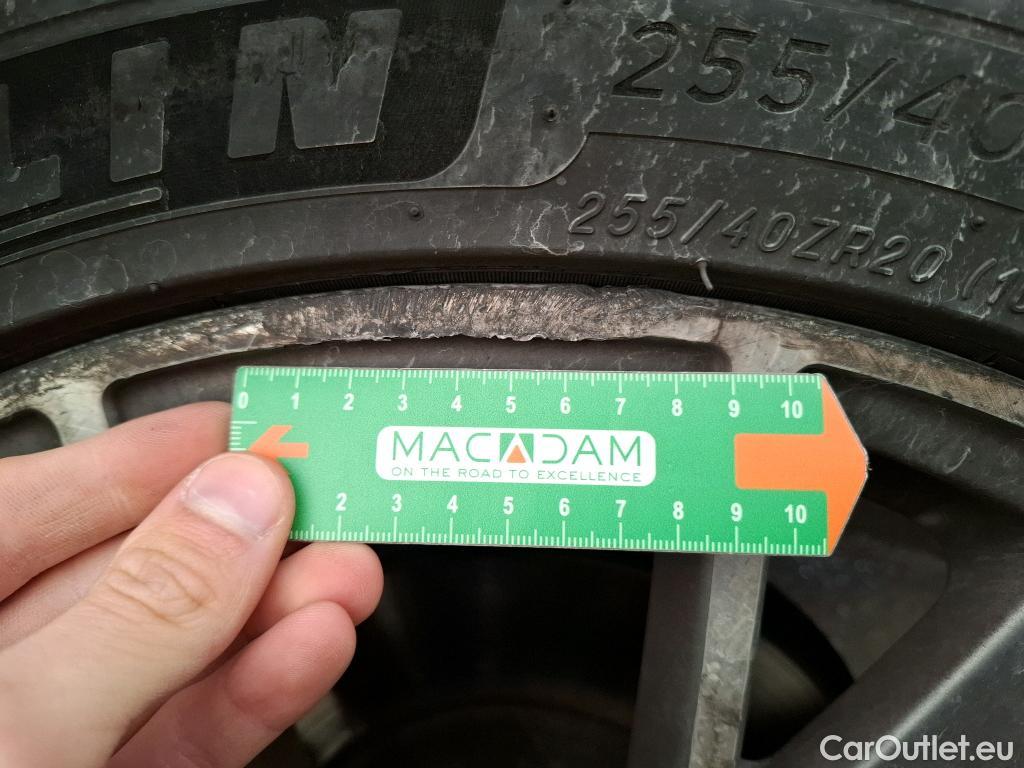 LIN
255/40
255/40ZR20 (1
0 1 2 3 4 5 6 7 8 9 10
MACADAM
ON THE ROAD TO EXCELLENCE
2 3 4 5 6 7 8 9 10
CarOutlet.eu